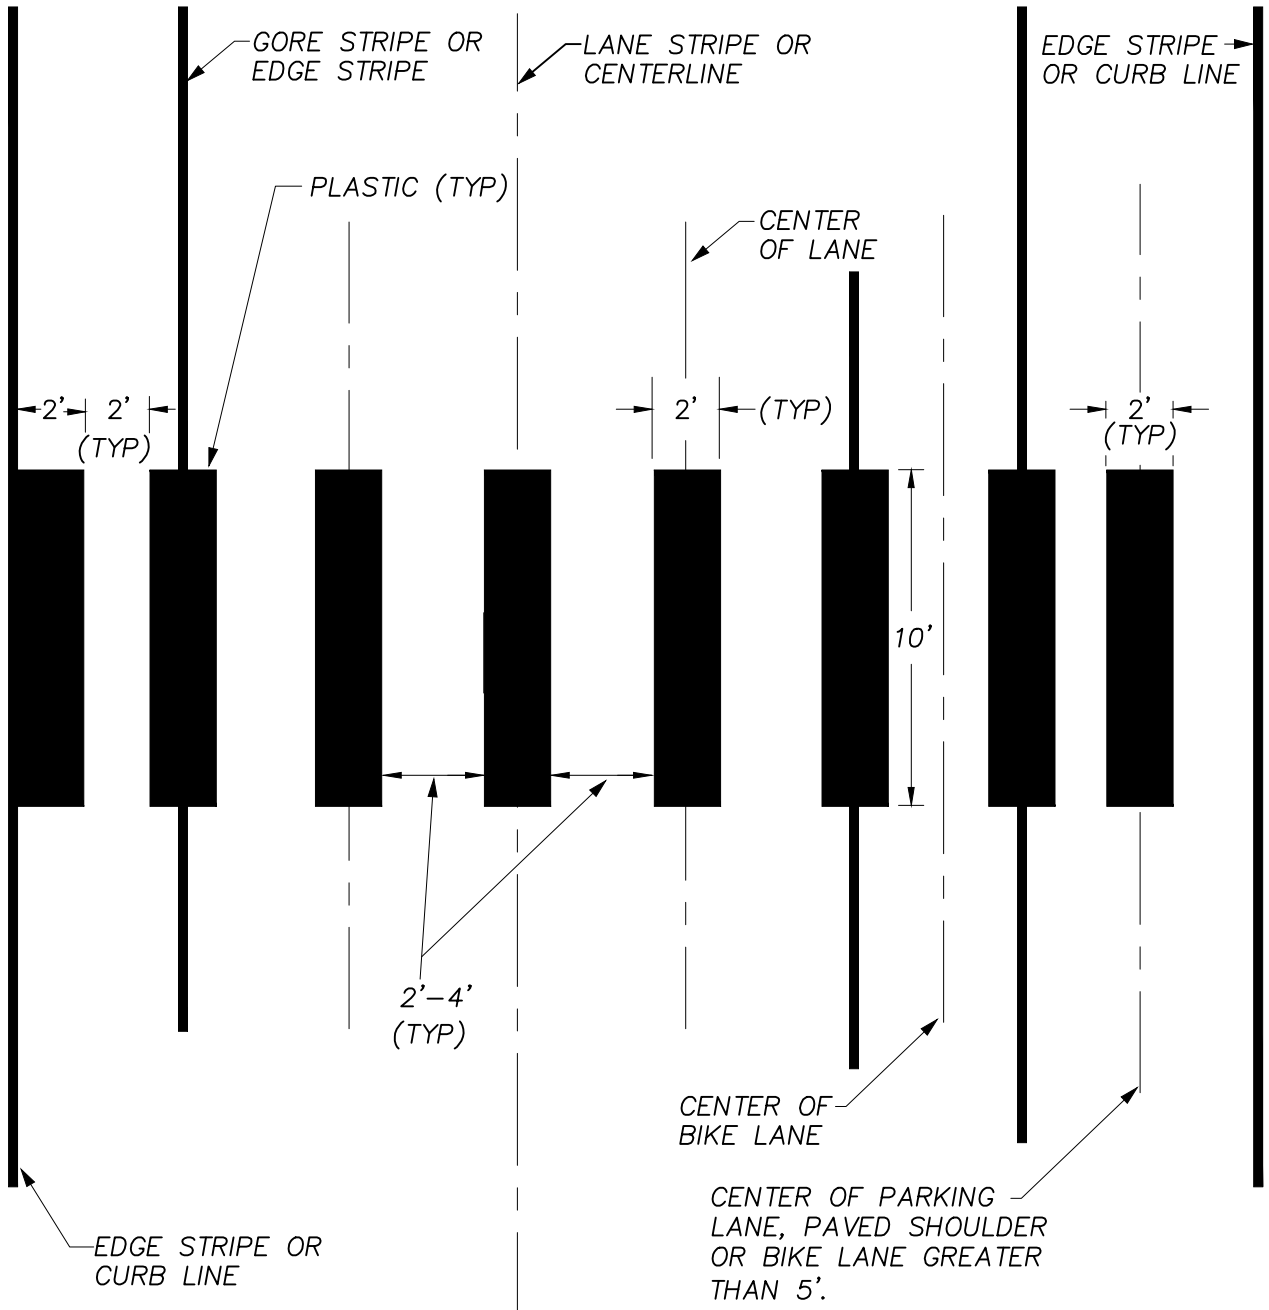 GORE STRIPE OR
EDGE STRIPE
LANE STRIPE OR
CENTERLINE
EDGE STRIPE
OR CURB LINE
PLASTIC (TYP)
CENTER
OF LANE
2'
2'
(TYP)
2'
(TYP)
2'
(TYP)
10'
2'-4'
(TYP)
CENTER OF
BIKE LANE
CENTER OF PARKING
LANE, PAVED SHOULDER
OR BIKE LANE GREATER
THAN 5'.
EDGE STRIPE OR
CURB LINE